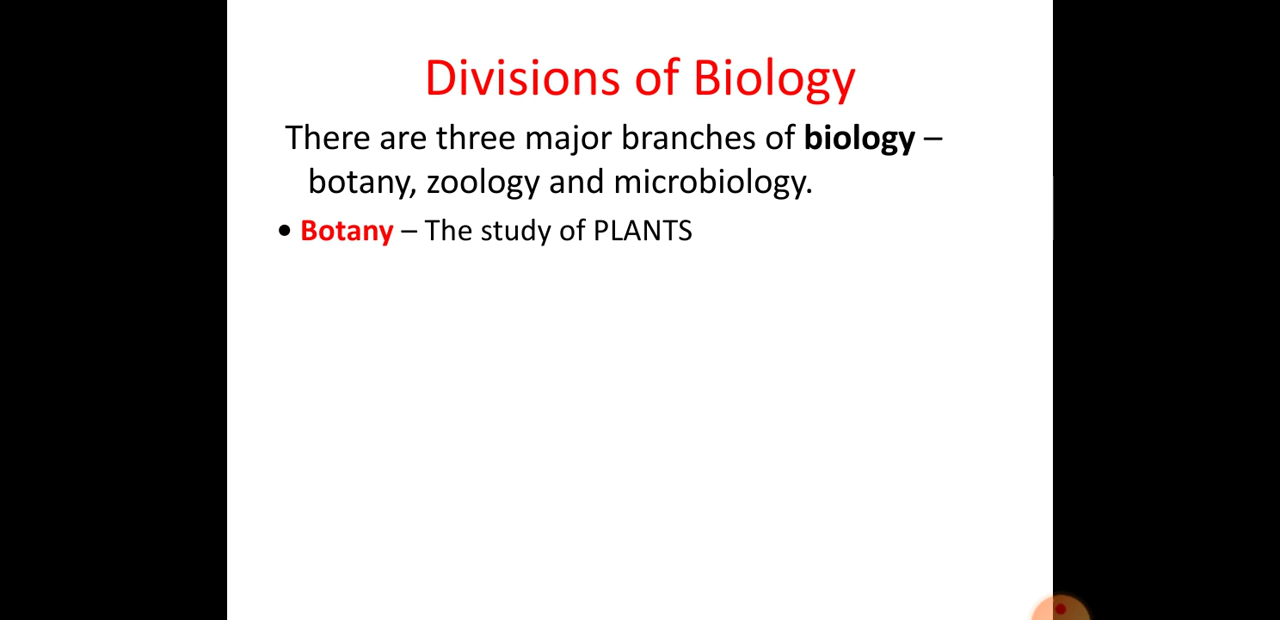 Divisions of Biology
There are three major branches of biology –
botany, zoology and microbiology.
• Botany – The study of PLANTS